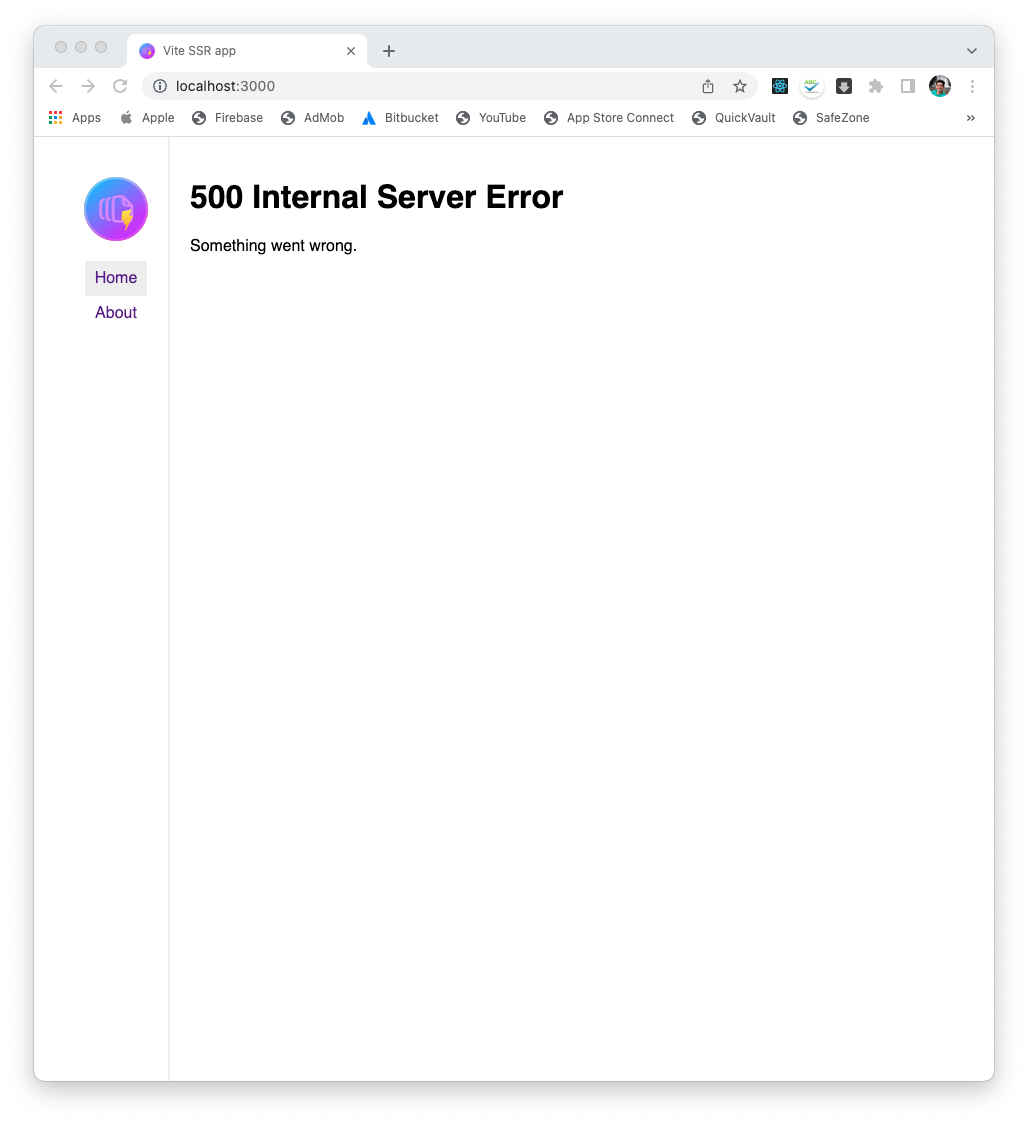 Vite SSR app
localhost:3000
ABC
Apps Apple Firebase AdMob Bitbucket YouTube App Store Connect QuickVault SafeZone »
500 Internal Server Error
Something went wrong.
Home
About